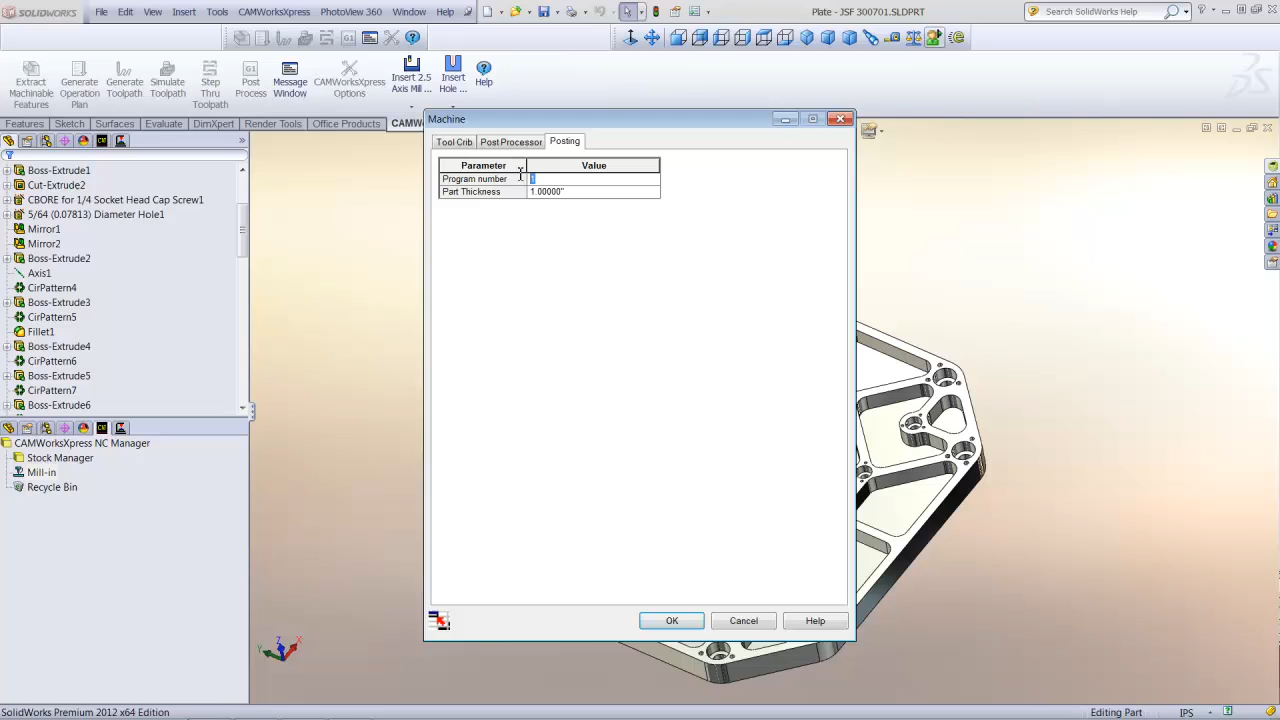 SOLIDWORKS File Edit View Insert Tools CAMWorksXpress PhotoView 360 Window Help Plate - JSF 300701.SLDPRT Search SolidWorks Help
Extract Machinable Features
Generate Operation Plan
Generate Toolpath
Simulate Toolpath
Step Thru Toolpath
G1 Post Process
Message Window
CAMWorksXpress Options
Insert 2.5 Axis Mill ...
Insert Hole ...
Help
Features Sketch Surfaces Evaluate DimXpert Render Tools Office Products CAMW
Machine
Tool Crib Post Processor Posting
Parameter Value
Program number 1
Part Thickness 1.00000"
Boss-Extrude1
Cut-Extrude2
CBORE for 1/4 Socket Head Cap Screw1
5/64 (0.07813) Diameter Hole1
Mirror1
Mirror2
Boss-Extrude2
Axis1
CirPattern4
Boss-Extrude3
CirPattern5
Fillet1
Boss-Extrude4
CirPattern6
Boss-Extrude5
CirPattern7
Boss-Extrude6
CAMWorksXpress NC Manager
Stock Manager
Mill-in
Recycle Bin
OK Cancel Help
Y Z X
SolidWorks Premium 2012 x64 Edition Editing Part IPS